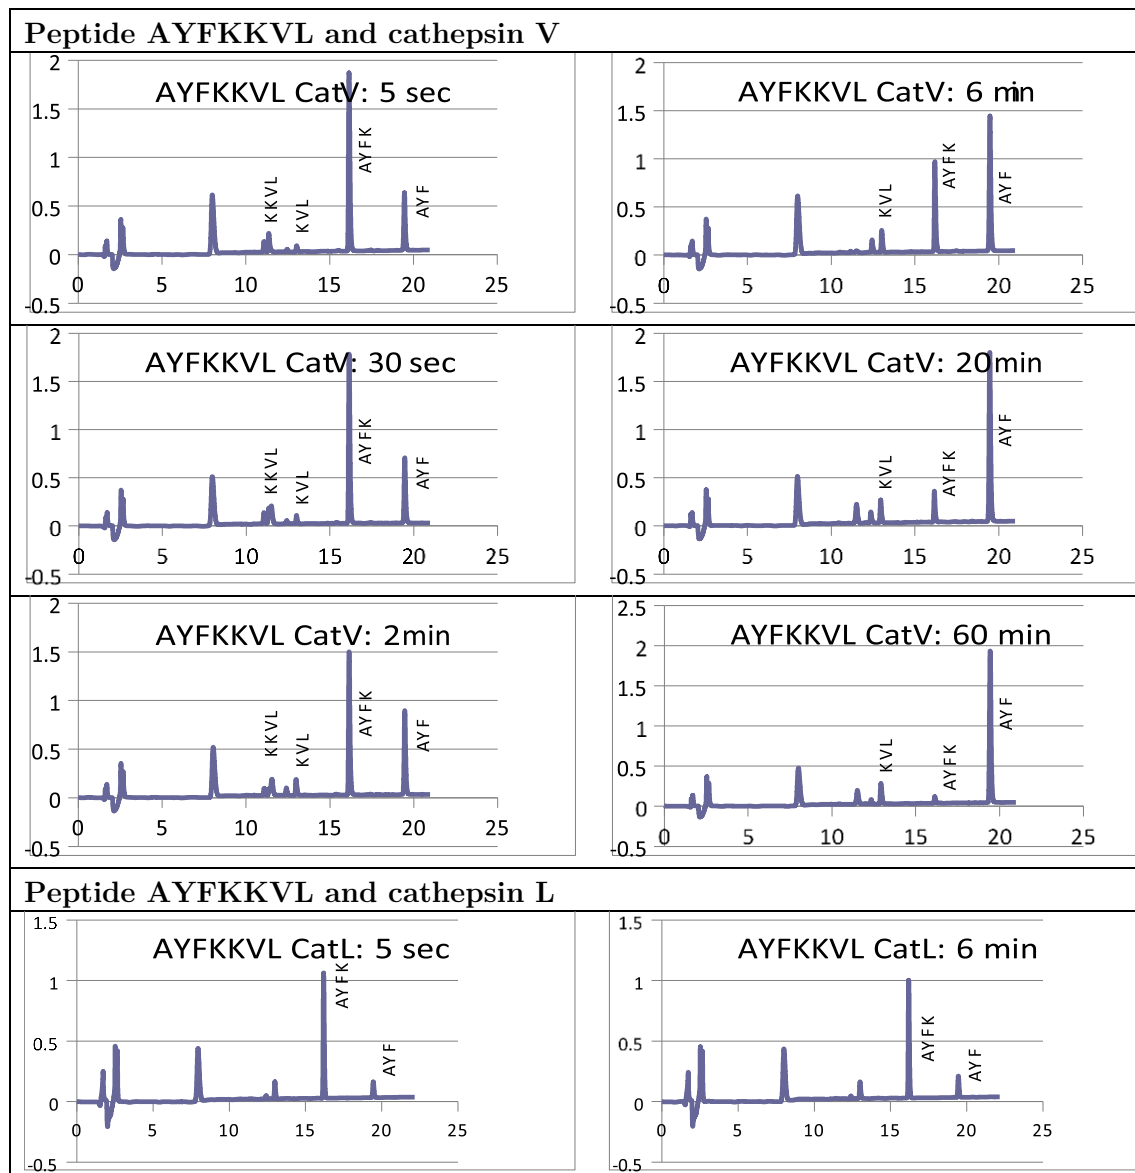 Peptide AYFKKVL and cathepsin V
AYFKKVL CatV: 5 sec
2
1.5
1
0.5
0
-0.5
0 5 10 15 20 25
KKVL
KVL
AYFK
AYF
AYFKKVL CatV: 6 min
2
1.5
1
0.5
0
-0.5
0 5 10 15 20 25
KVL
AYFK
AYF
AYFKKVL CatV: 30 sec
2
1.5
1
0.5
0
-0.5
0 5 10 15 20 25
KKVL
KVL
AYFK
AYF
AYFKKVL CatV: 20min
2
1.5
1
0.5
0
-0.5
0 5 10 15 20 25
KVL
AYFK
AYF
AYFKKVL CatV: 2min
2
1.5
1
0.5
0
-0.5
0 5 10 15 20 25
KKVL
KVL
AYFK
AYF
AYFKKVL CatV: 60 min
2.5
2
1.5
1
0.5
0
-0.5
0 5 10 15 20 25
KVL
AYFK
AYF
Peptide AYFKKVL and cathepsin L
AYFKKVL CatL: 5 sec
1.5
1
0.5
0
-0.5
0 5 10 15 20 25
AYFK
AYF
AYFKKVL CatL: 6 min
1.5
1
0.5
0
-0.5
0 5 10 15 20 25
AYFK
AYF